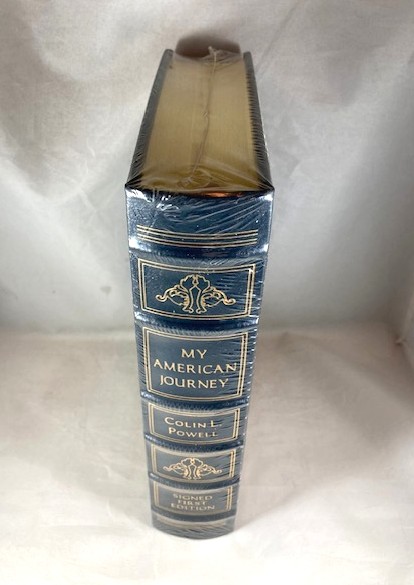 MY
AMERICAN
JOURNEY
COLIN L.
POWELL
SIGNED
FIRST
EDITION